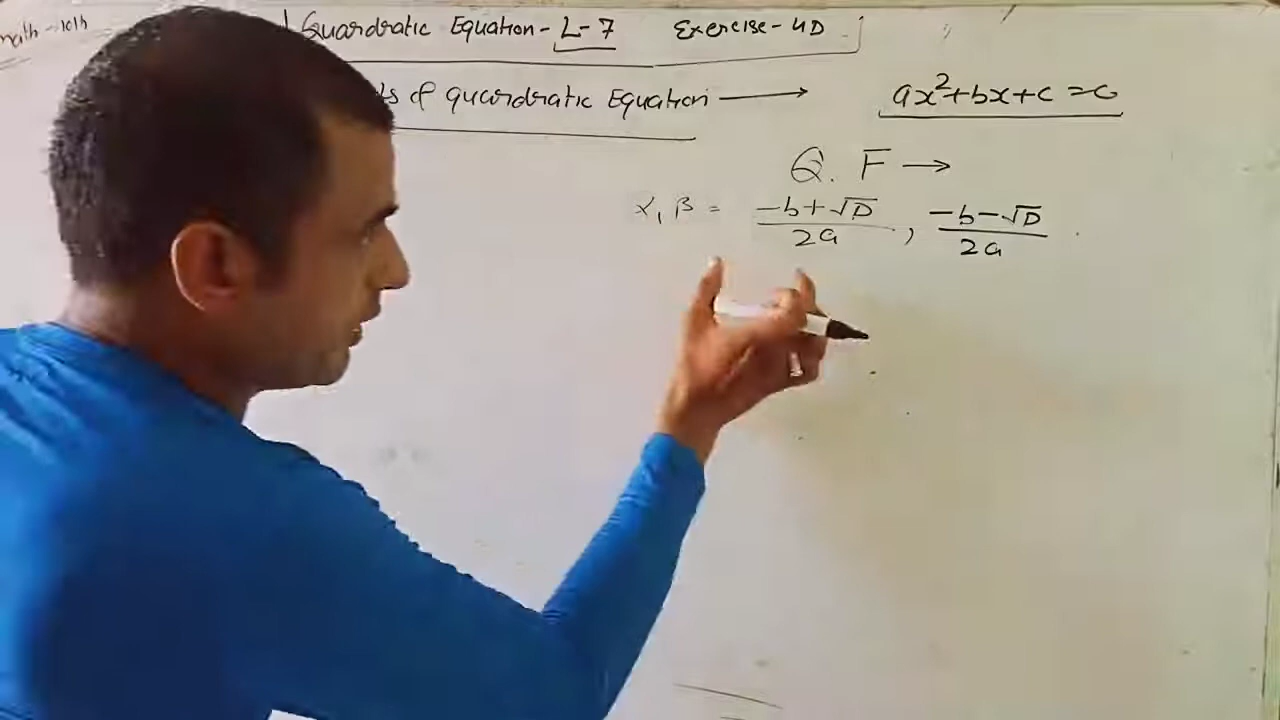 math - 10th
Quardratic Equation - L-7 Exercise - 4D
of quardratic Equation ⟶ ax²+bx+c = 0
Q. F →
α, β = -b+√D / 2a , -b-√D / 2a